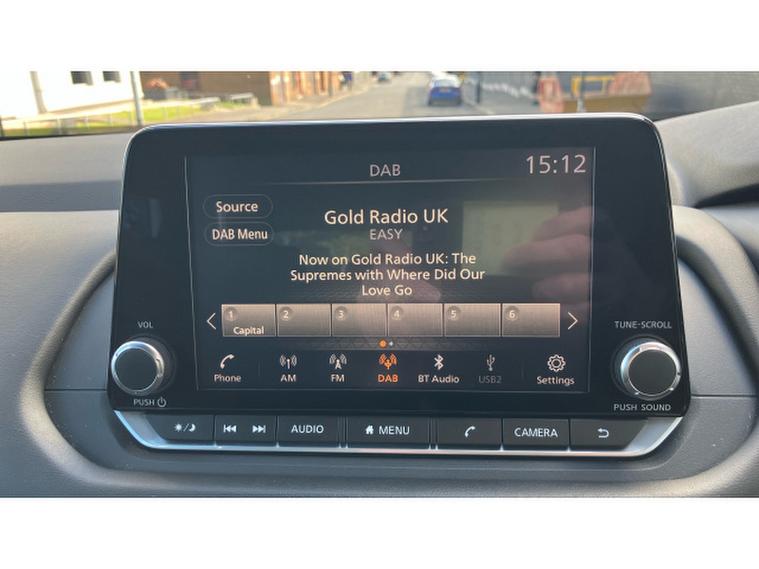 DAB
15:12
Source
Gold Radio UK
EASY
DAB Menu
Now on Gold Radio UK: The
Supremes with Where Did Our
Love Go
1 2 3 4 5 6
Capital
VOL
TUNE-SCROLL
Phone AM FM DAB BT Audio USB2 Settings
PUSH
PUSH SOUND
AUDIO MENU CAMERA